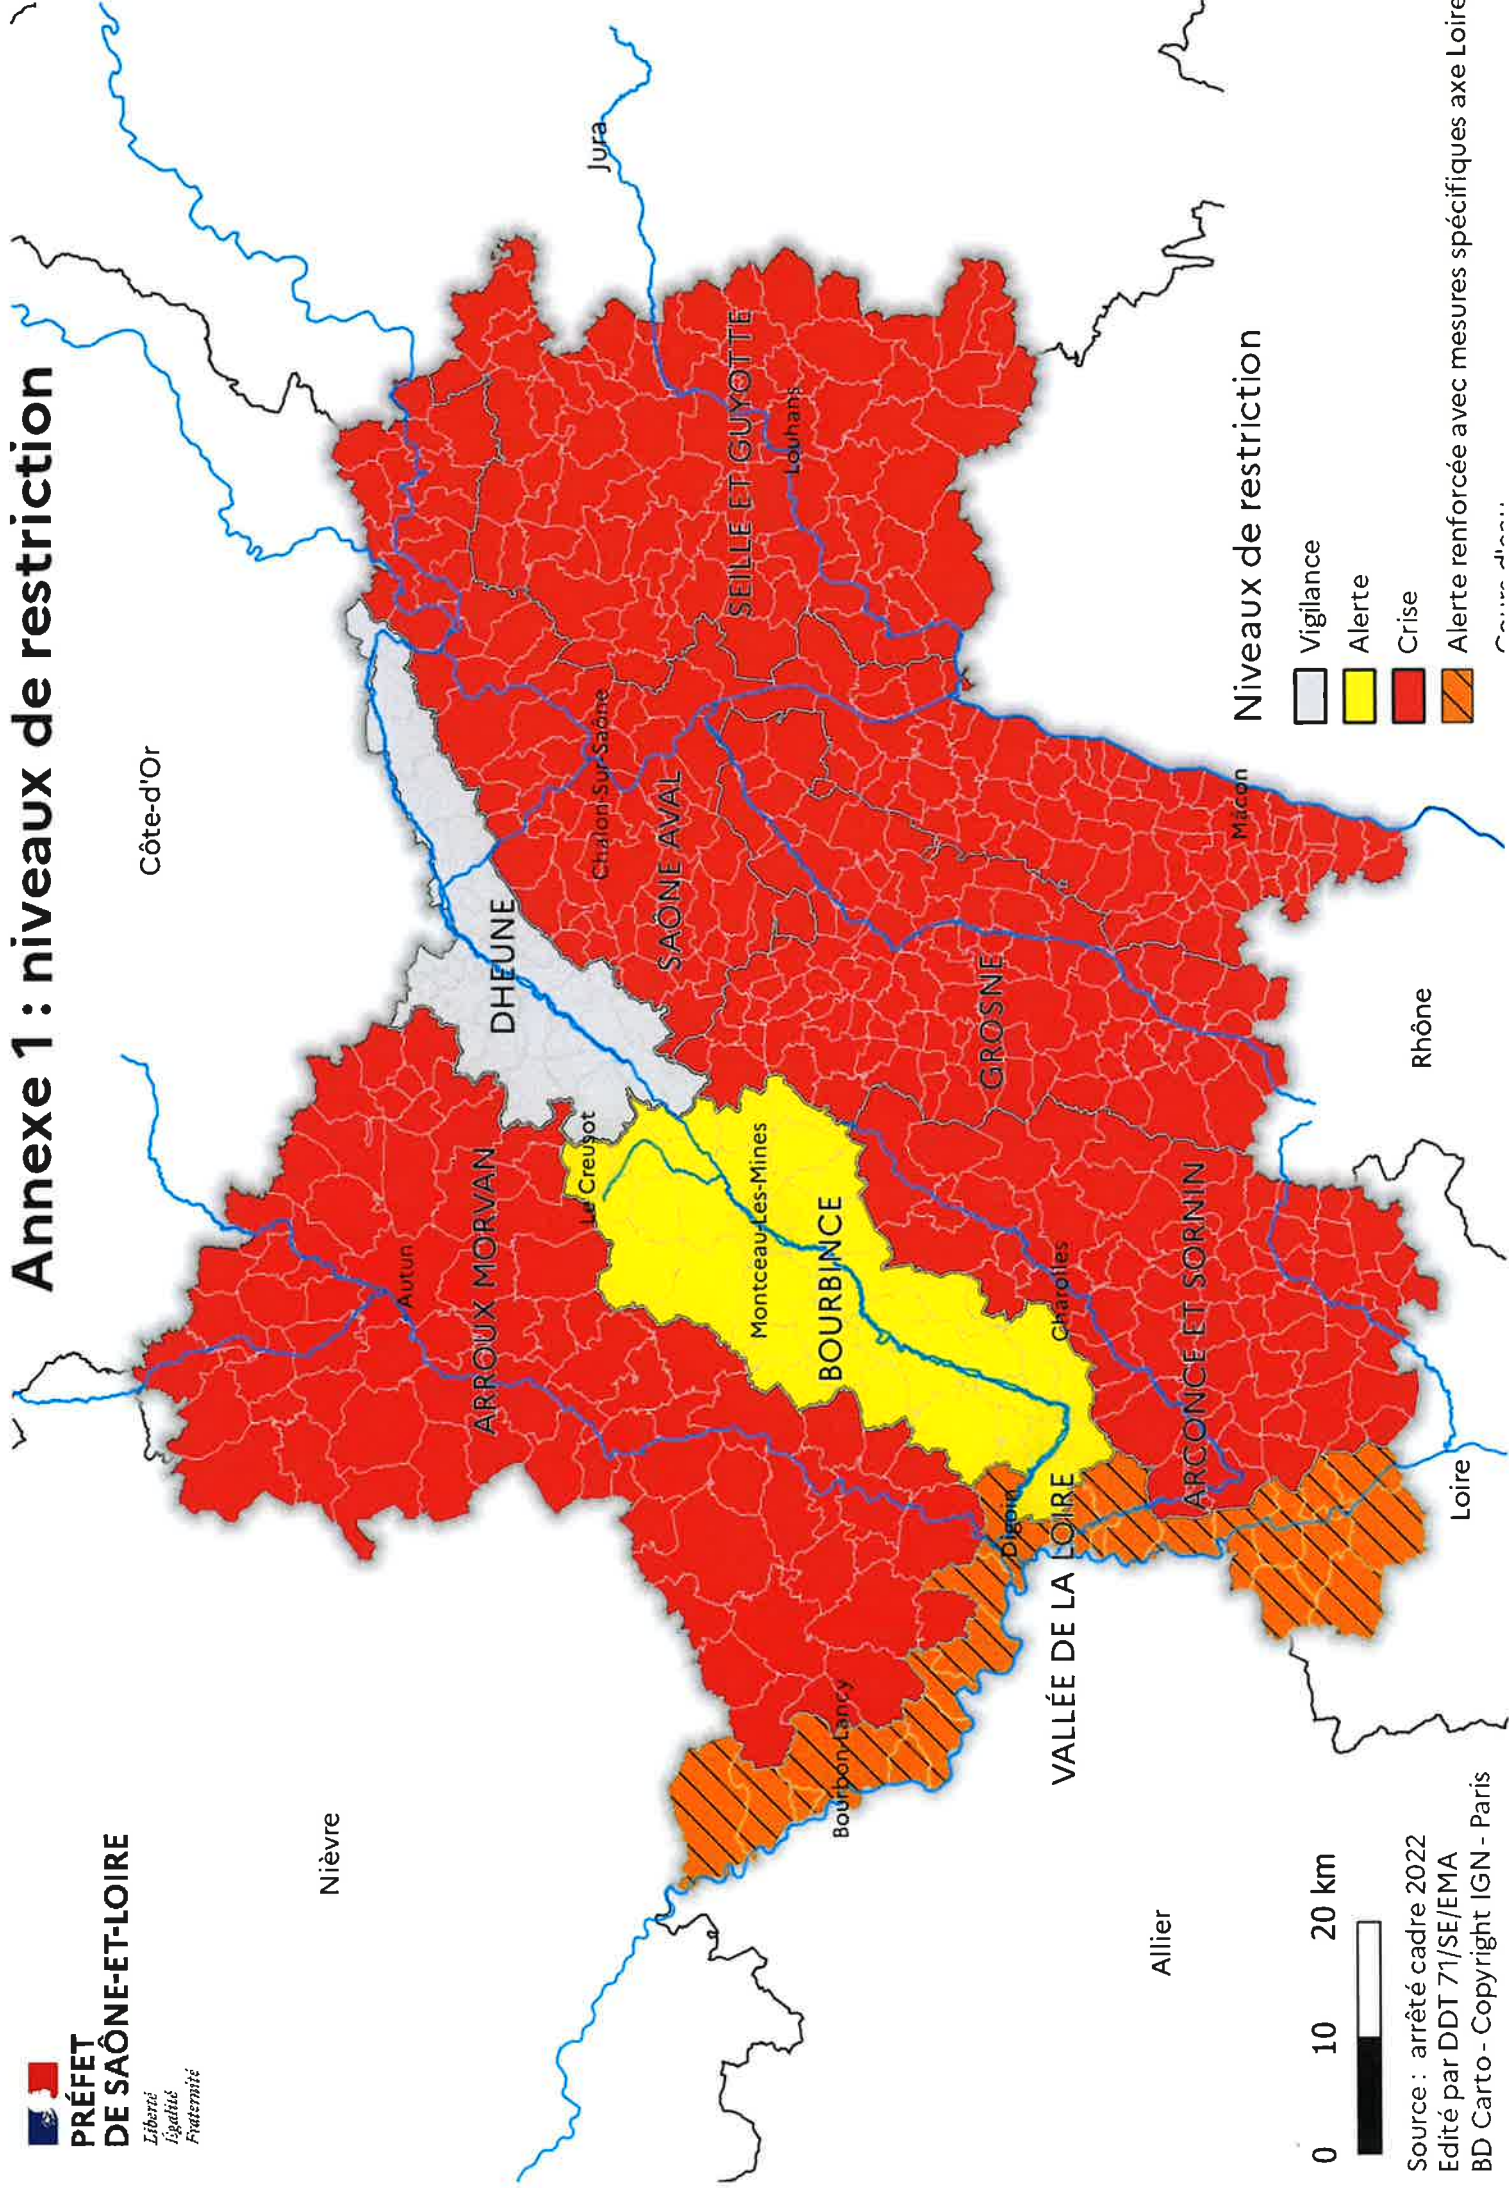 PRÉFET
DE SAÔNE-ET-LOIRE
Liberté
Égalité
Fraternité
Annexe 1 : niveaux de restriction
Côte-d'Or
Nièvre
Jura
Autun
ARROUX MORVAN
DHEUNE
Le Creusot
Chalon-Sur-Saône
SAÔNE AVAL
SEILLE ET GUYOTTE
Louhans
Montceau-Les-Mines
BOURBINCE
Bourbon-Lancy
GROSNE
Digoin
Charolles
VALLÉE DE LA LOIRE
ARCONCE ET SORNIN
Mâcon
Allier
Loire
Rhône
Niveaux de restriction
Vigilance
Alerte
Crise
Alerte renforcée avec mesures spécifiques axe Loire
0 10 20 km
Source : arrêté cadre 2022
Edité par DDT 71/SE/EMA
BD Carto - Copyright IGN - Paris